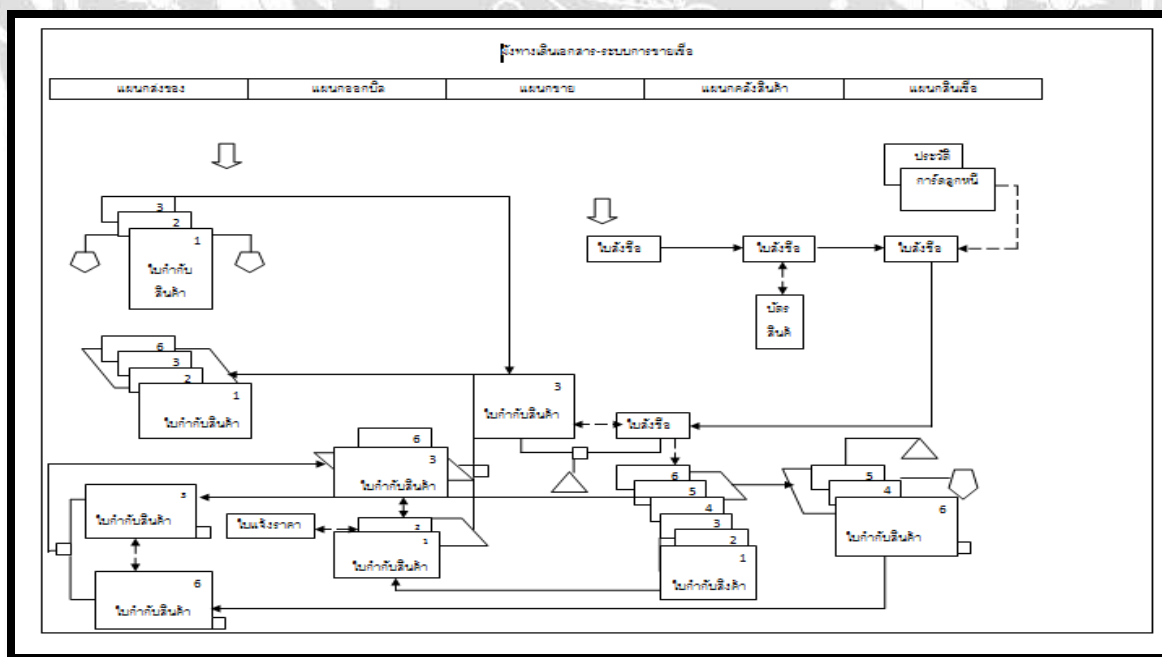 ผังทางเดินเอกสาร-ระบบการขายเชื่อ
แผนกส่งของ แผนกออกบิล แผนกขาย แผนกคลังสินค้า แผนกสินเชื่อ
ประวัติ
การ์ดลูกหนี้
3
2
1
ใบกำกับ
สินค้า
ใบสั่งซื้อ ใบสั่งซื้อ ใบสั่งซื้อ
บัตร
สินค้
6
3
2
1
ใบกำกับสินค้า
3
ใบกำกับสินค้า
ใบสั่งซื้อ
6
3
ใบกำกับสินค้า
6
5
4
3
2
1
ใบกำกับสินค้า
5
4
6
ใบกำกับสินค้า
3
ใบกำกับสินค้า
ใบแจ้งราคา
2
1
ใบกำกับสินค้า
6
ใบกำกับสินค้า